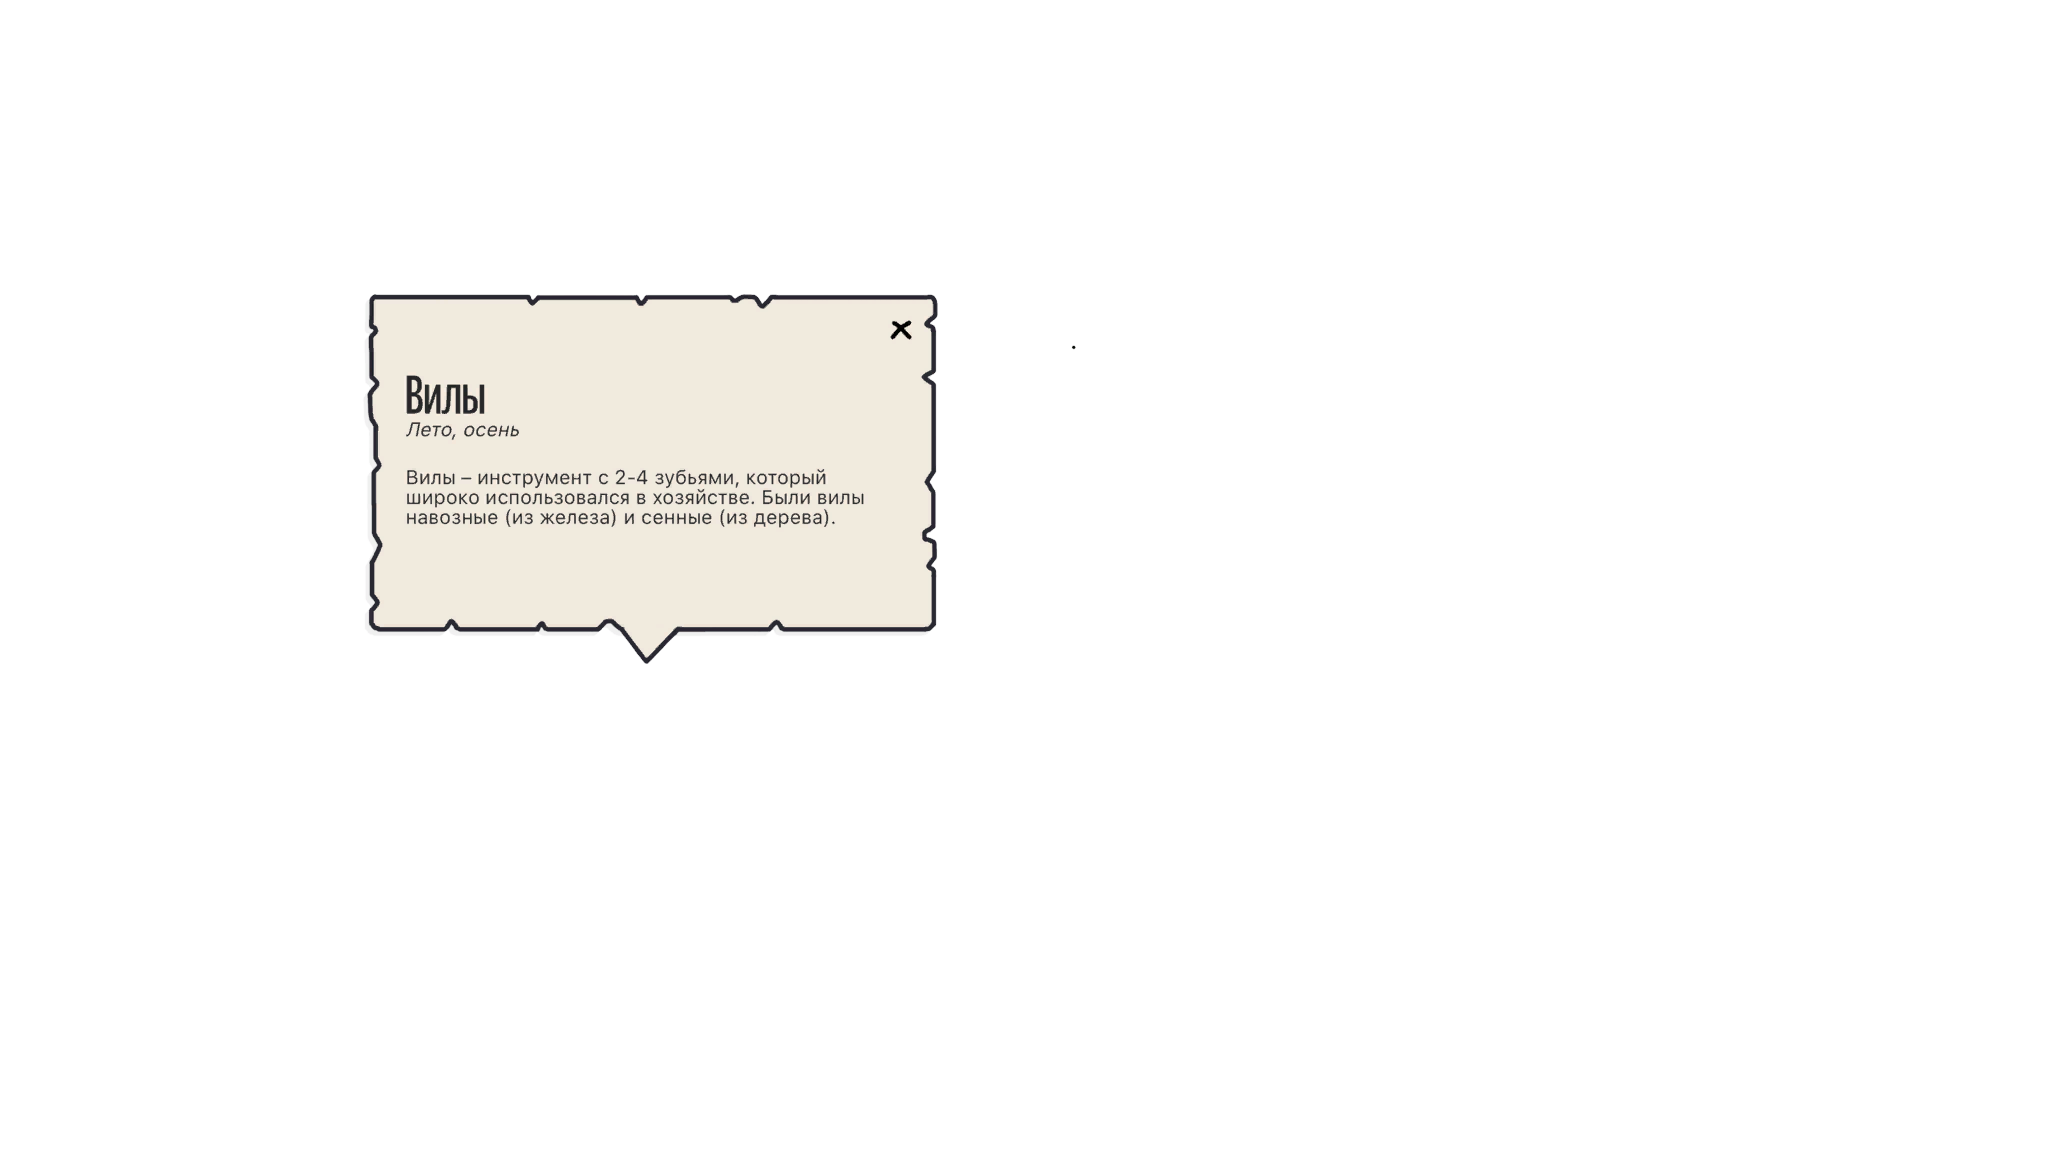 Вилы
Лето, осень
Вилы – инструмент с 2-4 зубьями, который
широко использовался в хозяйстве. Были вилы
навозные (из железа) и сенные (из дерева).